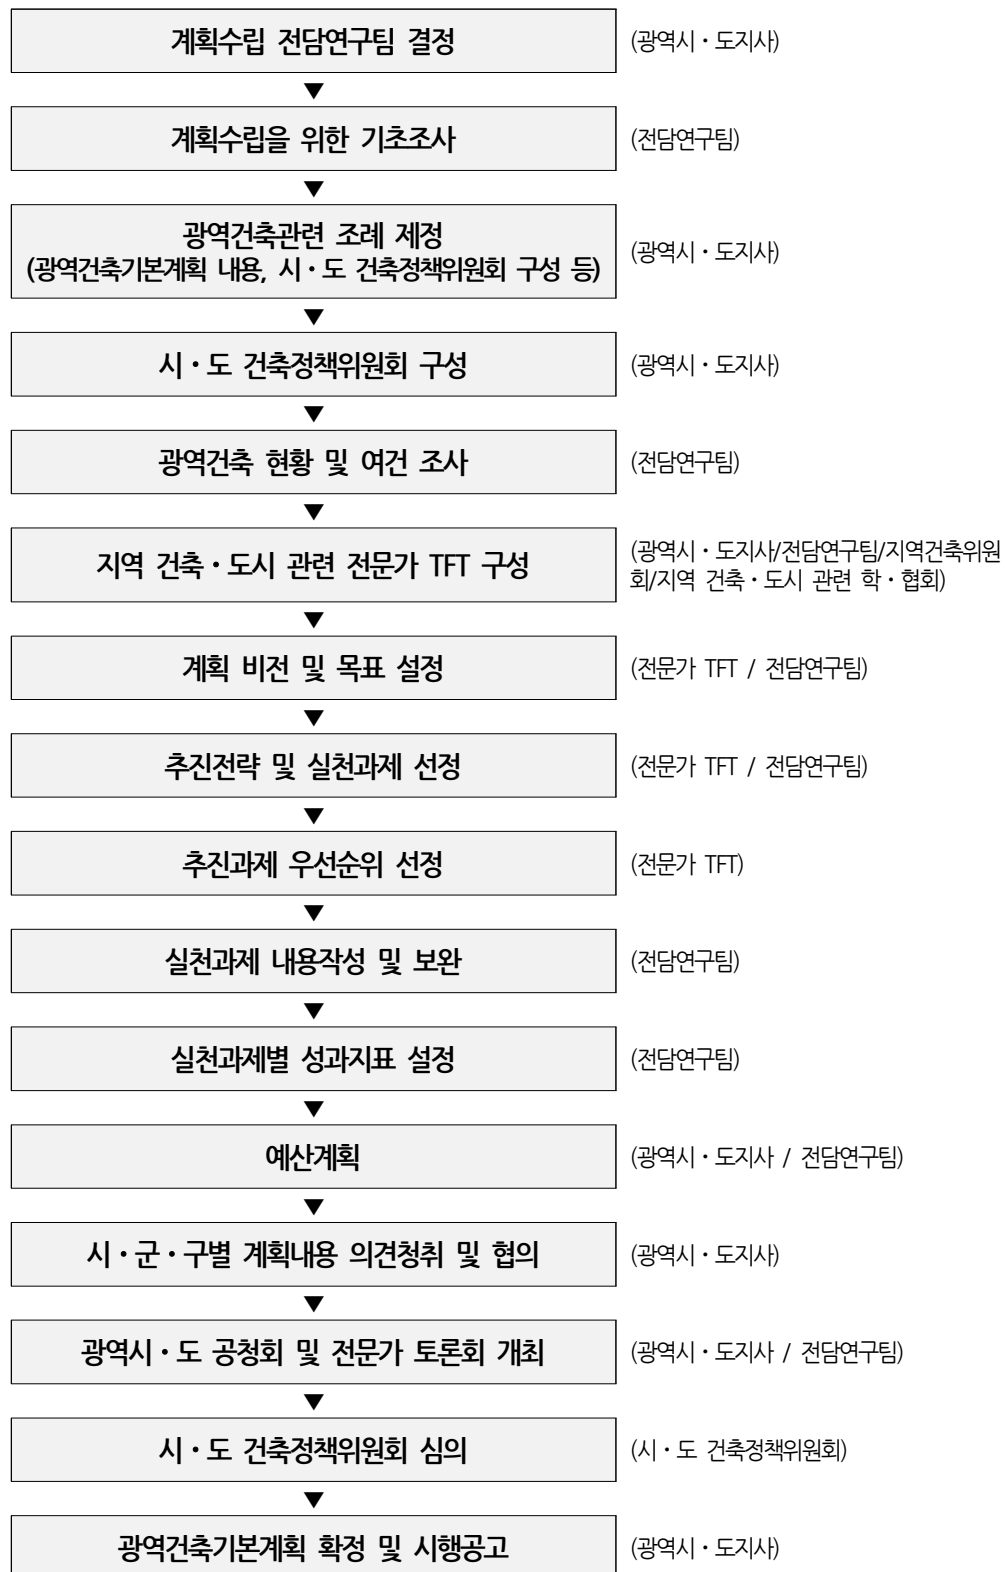 계획수립 전담연구팀 결정 (광역시・도지사)
▼
계획수립을 위한 기초조사 (전담연구팀)
▼
광역건축관련 조례 제정
(광역건축기본계획 내용, 시・도 건축정책위원회 구성 등) (광역시・도지사)
▼
시・도 건축정책위원회 구성 (광역시・도지사)
▼
광역건축 현황 및 여건 조사 (전담연구팀)
▼
지역 건축・도시 관련 전문가 TFT 구성
(광역시・도지사/전담연구팀/지역건축위원
회/지역 건축・도시 관련 학・협회)
▼
계획 비전 및 목표 설정 (전문가 TFT / 전담연구팀)
▼
추진전략 및 실천과제 선정 (전문가 TFT / 전담연구팀)
▼
추진과제 우선순위 선정 (전문가 TFT)
▼
실천과제 내용작성 및 보완 (전담연구팀)
▼
실천과제별 성과지표 설정 (전담연구팀)
▼
예산계획 (광역시・도지사 / 전담연구팀)
▼
시・군・구별 계획내용 의견청취 및 협의 (광역시・도지사)
▼
광역시・도 공청회 및 전문가 토론회 개최 (광역시・도지사 / 전담연구팀)
▼
시・도 건축정책위원회 심의 (시・도 건축정책위원회)
▼
광역건축기본계획 확정 및 시행공고 (광역시・도지사)